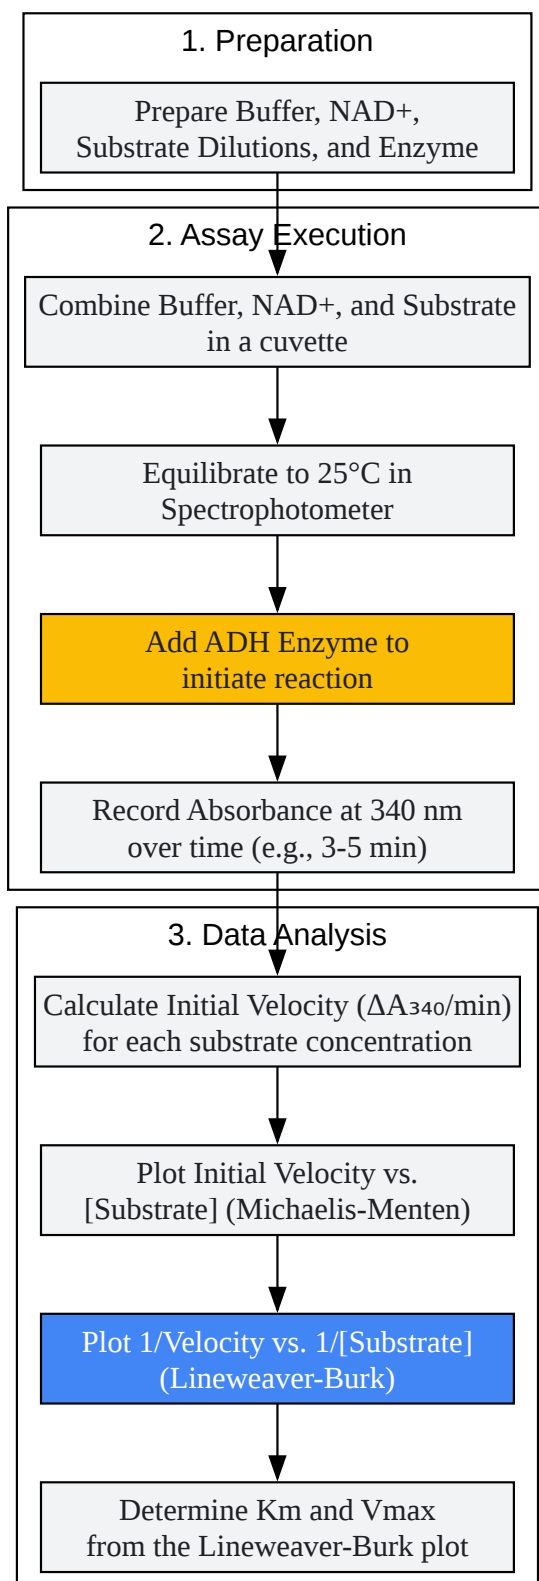 1. Preparation
Prepare Buffer, NAD+,
Substrate Dilutions, and Enzyme
2. Assay Execution
Combine Buffer, NAD+, and Substrate
in a cuvette
Equilibrate to 25°C in
Spectrophotometer
Add ADH Enzyme to
initiate reaction
Record Absorbance at 340 nm
over time (e.g., 3-5 min)
3. Data Analysis
Calculate Initial Velocity (ΔA₃₄₀/min)
for each substrate concentration
Plot Initial Velocity vs.
[Substrate] (Michaelis-Menten)
Plot 1/Velocity vs. 1/[Substrate]
(Lineweaver-Burk)
Determine Km and Vmax
from the Lineweaver-Burk plot